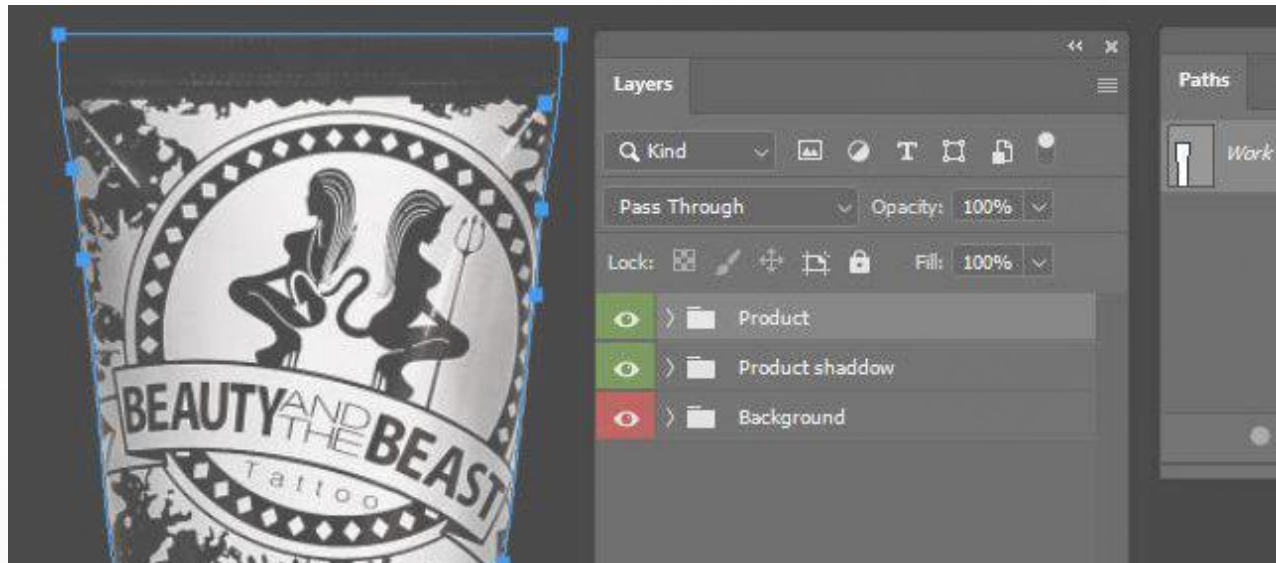 BEAUTY AND THE BEAST
Tattoo
Layers
Kind
Pass Through
Opacity: 100%
Lock:
Fill: 100%
Product
Product shaddow
Background
Paths
Work